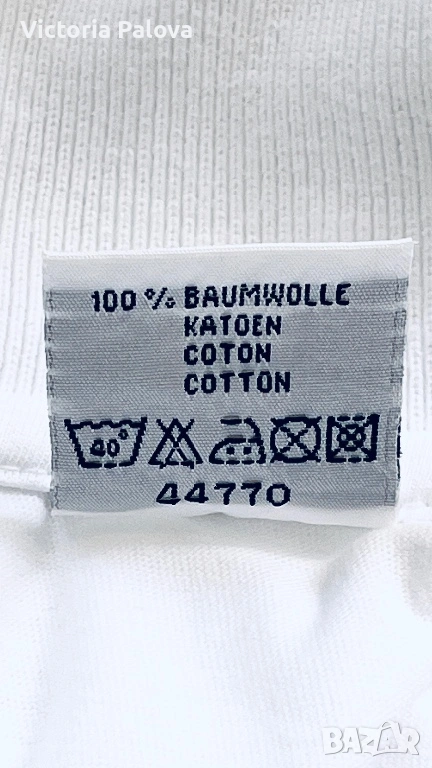 Victoria Palova
100 % BAUMWOLLE
KATOEN
COTON
COTTON
40°
44770
BAZAR